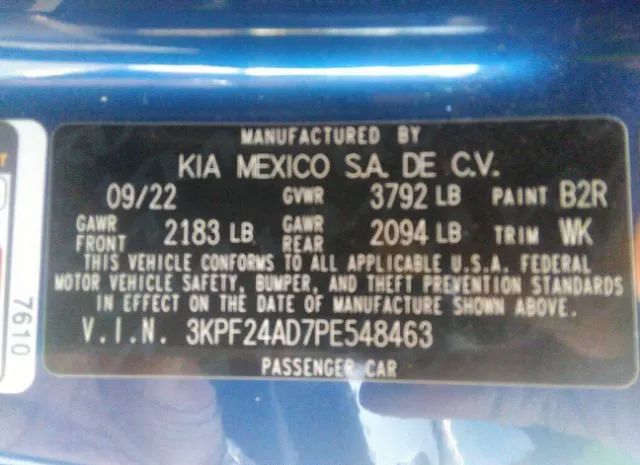 MANUFACTURED BY
KIA MEXICO S.A. DE C.V.
09/22 GVWR 3792 LB PAINT B2R
GAWR FRONT 2183 LB GAWR REAR 2094 LB TRIM WK
THIS VEHICLE CONFORMS TO ALL APPLICABLE U.S.A. FEDERAL
MOTOR VEHICLE SAFETY, BUMPER, AND THEFT PREVENTION STANDARDS
IN EFFECT ON THE DATE OF MANUFACTURE SHOWN ABOVE.
V.I.N. 3KPF24AD7PE548463
PASSENGER CAR
7610